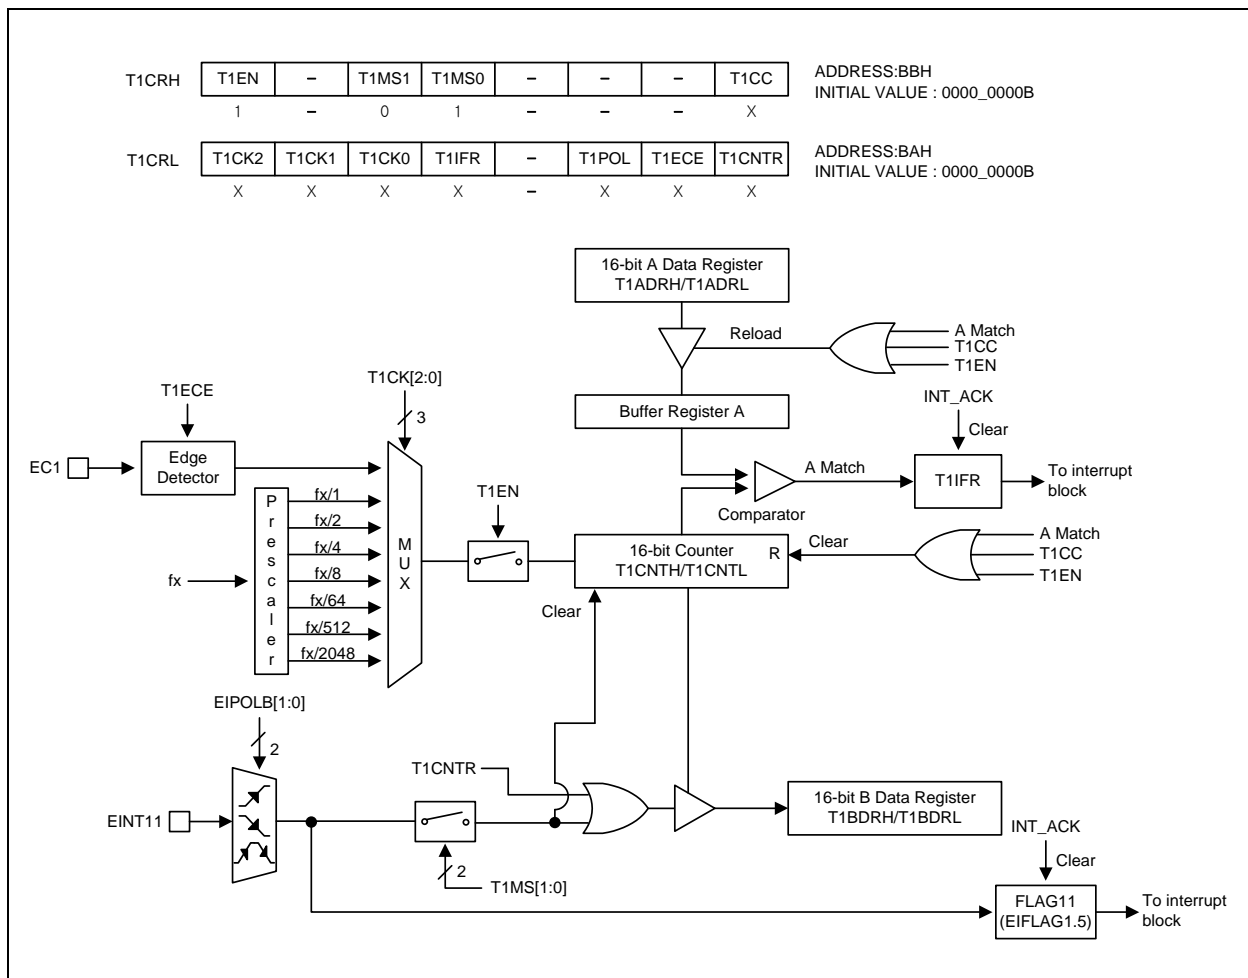 T1CRH T1EN – T1MS1 T1MS0 – – – T1CC ADDRESS:BBH
INITIAL VALUE : 0000_0000B
1 – 0 1 – – – X
T1CRL T1CK2 T1CK1 T1CK0 T1IFR – T1POL T1ECE T1CNTR ADDRESS:BAH
INITIAL VALUE : 0000_0000B
X X X X – X X X
16-bit A Data Register
T1ADRH/T1ADRL
Reload
A Match
T1CC
T1EN
T1CK[2:0]
3
T1ECE
Buffer Register A
INT_ACK
Clear
EC1
Edge
Detector
A Match
T1IFR
To interrupt
block
Comparator
Prescaler
fx/1
fx/2
fx/4
fx/8
fx/64
fx/512
fx/2048
fx
MUX
T1EN
16-bit Counter
T1CNTH/T1CNTL
R
Clear
A Match
T1CC
T1EN
Clear
EIPOLB[1:0]
2
T1CNTR
EINT11
2
T1MS[1:0]
16-bit B Data Register
T1BDRH/T1BDRL
INT_ACK
Clear
FLAG11
(EIFLAG1.5)
To interrupt
block